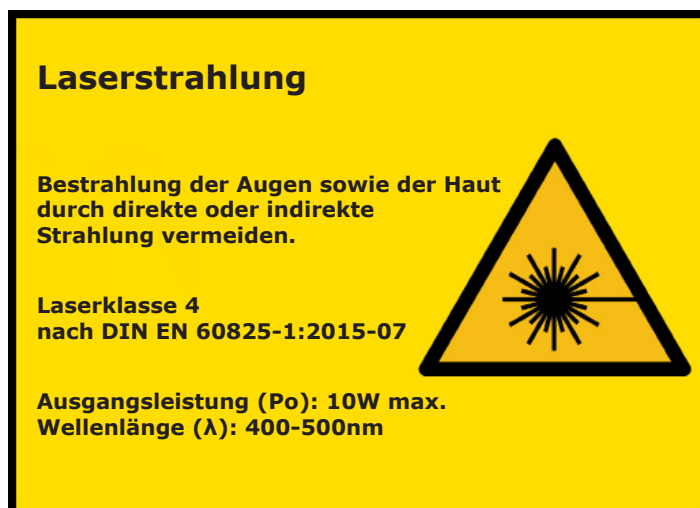 Laserstrahlung
Bestrahlung der Augen sowie der Haut
durch direkte oder indirekte
Strahlung vermeiden.
Laserklasse 4
nach DIN EN 60825-1:2015-07
Ausgangsleistung (Po): 10W max.
Wellenlänge (λ): 400-500nm